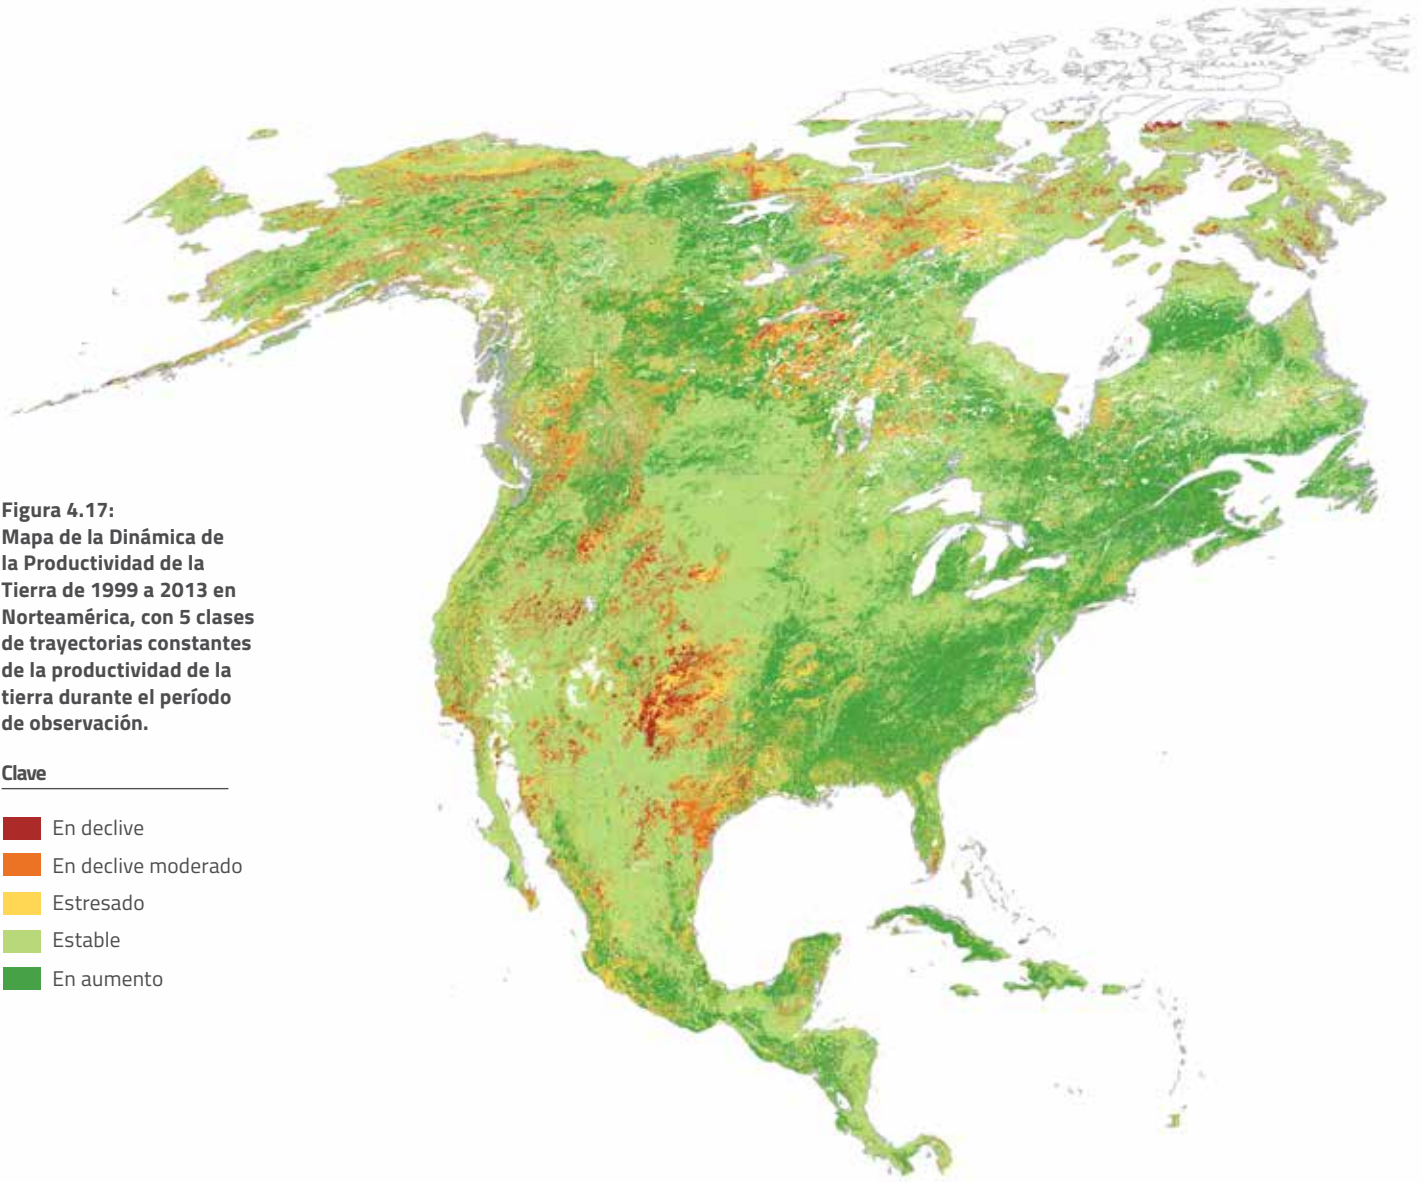 Figura 4.17:
Mapa de la Dinámica de
la Productividad de la
Tierra de 1999 a 2013 en
Norteamérica, con 5 clases
de trayectorias constantes
de la productividad de la
tierra durante el período
de observación.
Clave
En declive
En declive moderado
Estresado
Estable
En aumento